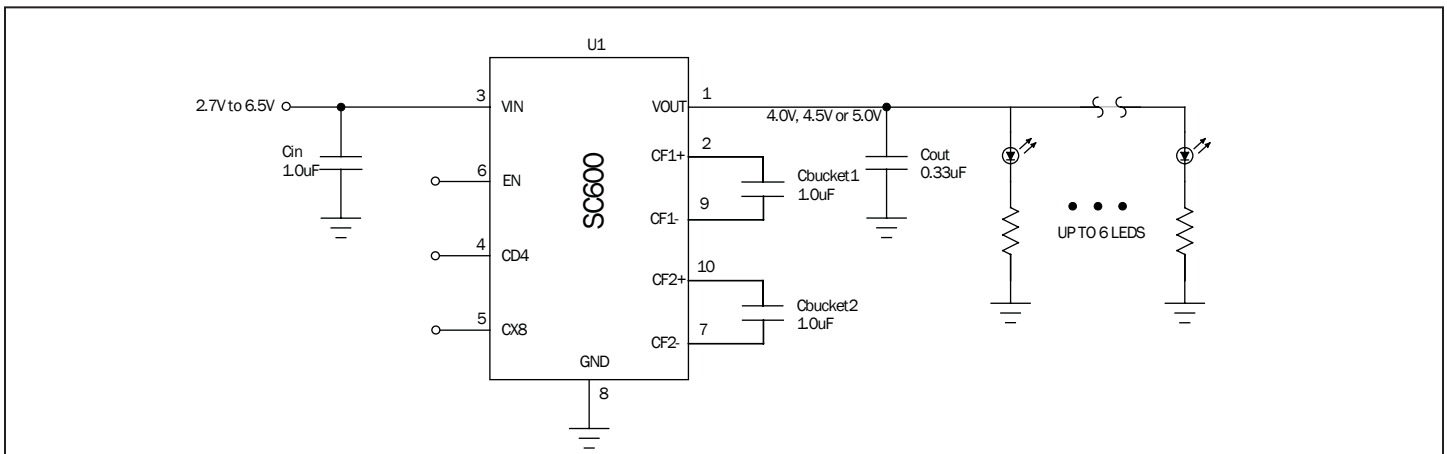 U1
2.7V to 6.5V
3
VIN
VOUT
1
4.0V, 4.5V or 5.0V
Cin
1.0uF
6
EN
4
CD4
5
CX8
SC600
CF1+
2
CF1-
9
Cbucket1
1.0uF
CF2+
10
CF2-
7
Cbucket2
1.0uF
GND
8
Cout
0.33uF
UP TO 6 LEDS